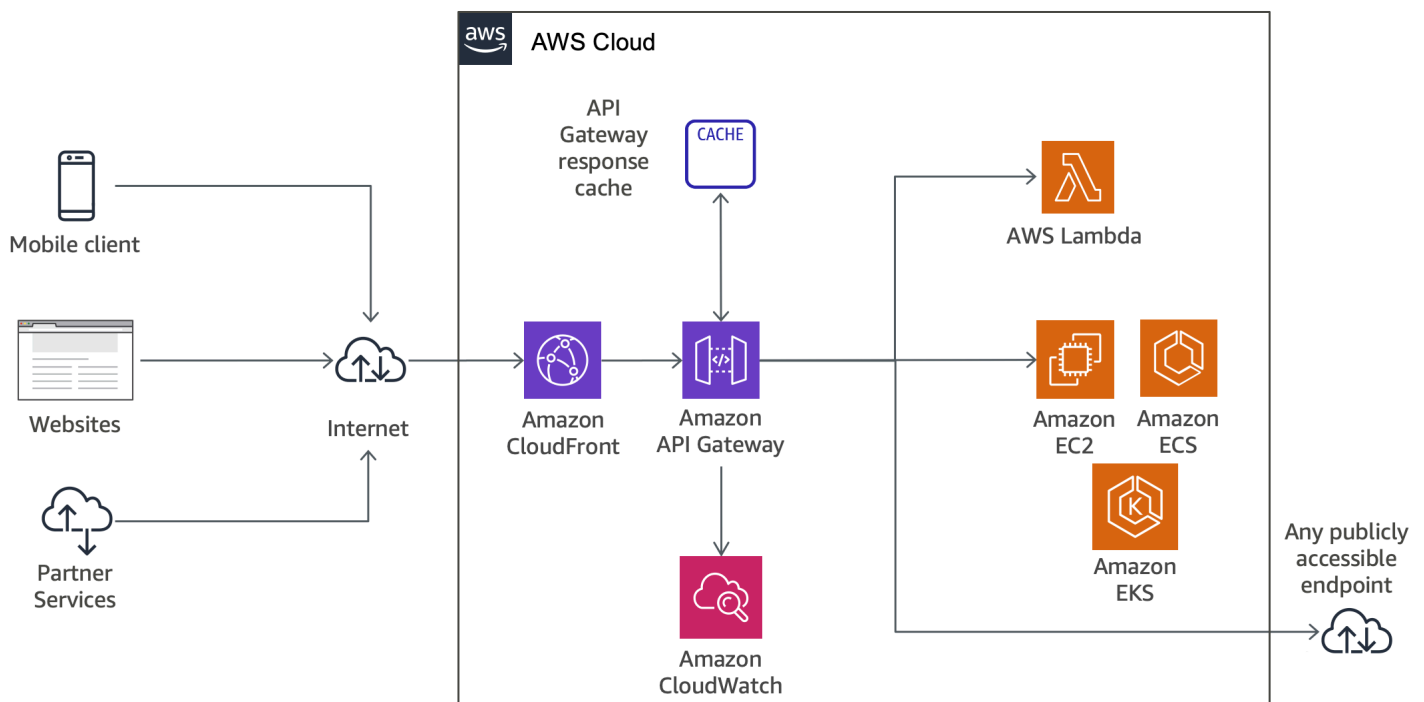 aws
AWS Cloud
API
Gateway
response
cache
CACHE
Mobile client
AWS Lambda
Websites
Internet
Amazon
CloudFront
</>
Amazon
API Gateway
Amazon
EC2
Amazon
ECS
K
Amazon
EKS
Partner
Services
Any publicly
accessible
endpoint
Amazon
CloudWatch